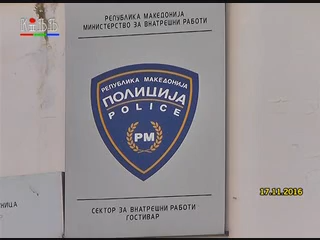 РЕПУБЛИКА МАКЕДОНИЈА
МИНИСТЕРСТВО ЗА ВНАТРЕШНИ РАБОТИ
РЕПУБЛИКА МАКЕДОНИЈА
ПОЛИЦИЈА
POLICE
РМ
17.11.2016
СЕКТОР ЗА ВНАТРЕШНИ РАБОТИ
ГОСТИВАР